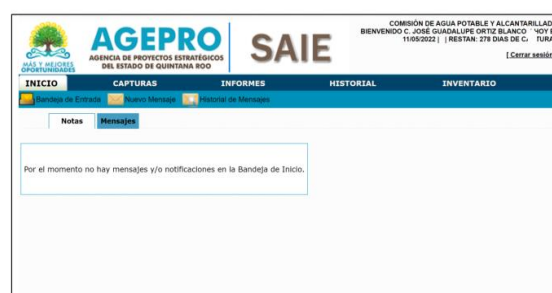 MÁS Y MEJORES
OPORTUNIDADES
AGEPRO
AGENCIA DE PROYECTOS ESTRATÉGICOS
DEL ESTADO DE QUINTANA ROO
SAIE
COMISIÓN DE AGUA POTABLE Y ALCANTARILLAD
BIENVENIDO C. JOSÉ GUADALUPE ORTIZ BLANCO HOY E
11/05/2022 | | RESTAN: 278 DIAS DE C. TURA
[ Cerrar sesión
INICIO CAPTURAS INFORMES HISTORIAL INVENTARIO
Bandeja de Entrada Nuevo Mensaje Historial de Mensajes
Notas Mensajes
Por el momento no hay mensajes y/o notificaciones en la Bandeja de Inicio.